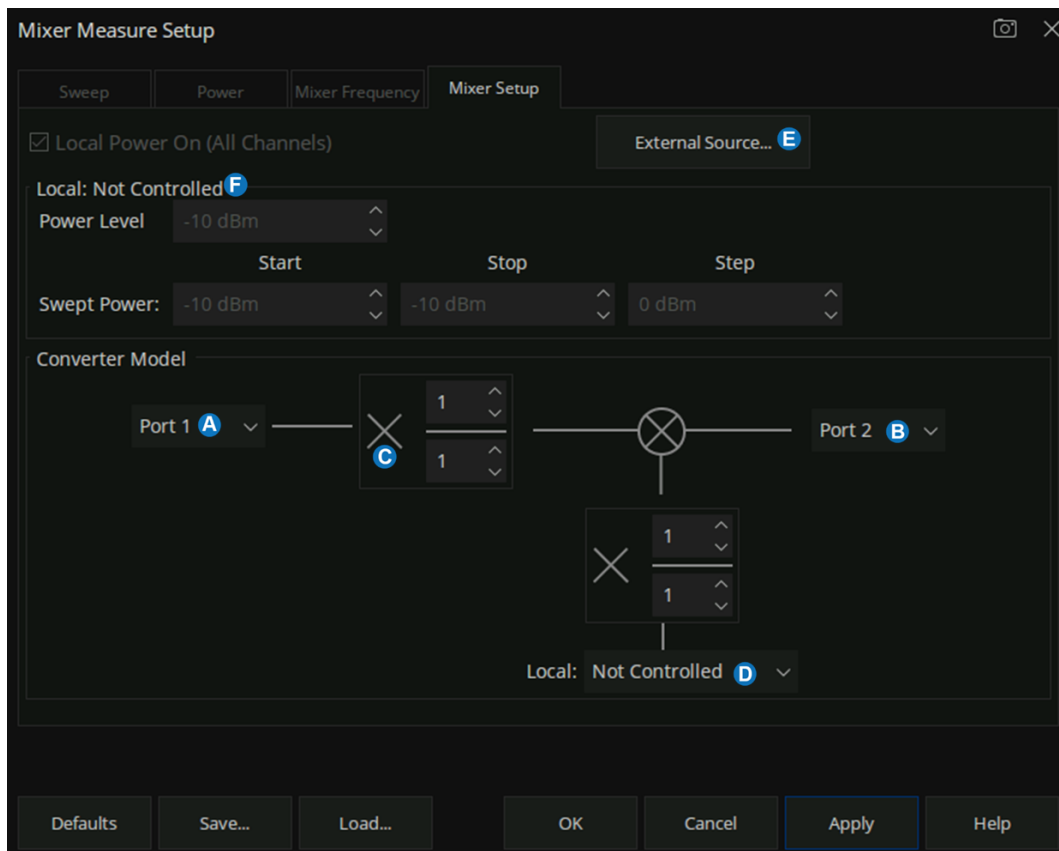 Mixer Measure Setup
Sweep Power Mixer Frequency Mixer Setup
Local Power On (All Channels)
External Source... E
Local: Not Controlled F
Power Level -10 dBm
Start Stop Step
Swept Power: -10 dBm -10 dBm 0 dBm
Converter Model
1
Port 1 A
Port 2 B
C
1
1
1
Local: Not Controlled D
Defaults Save... Load... OK Cancel Apply Help